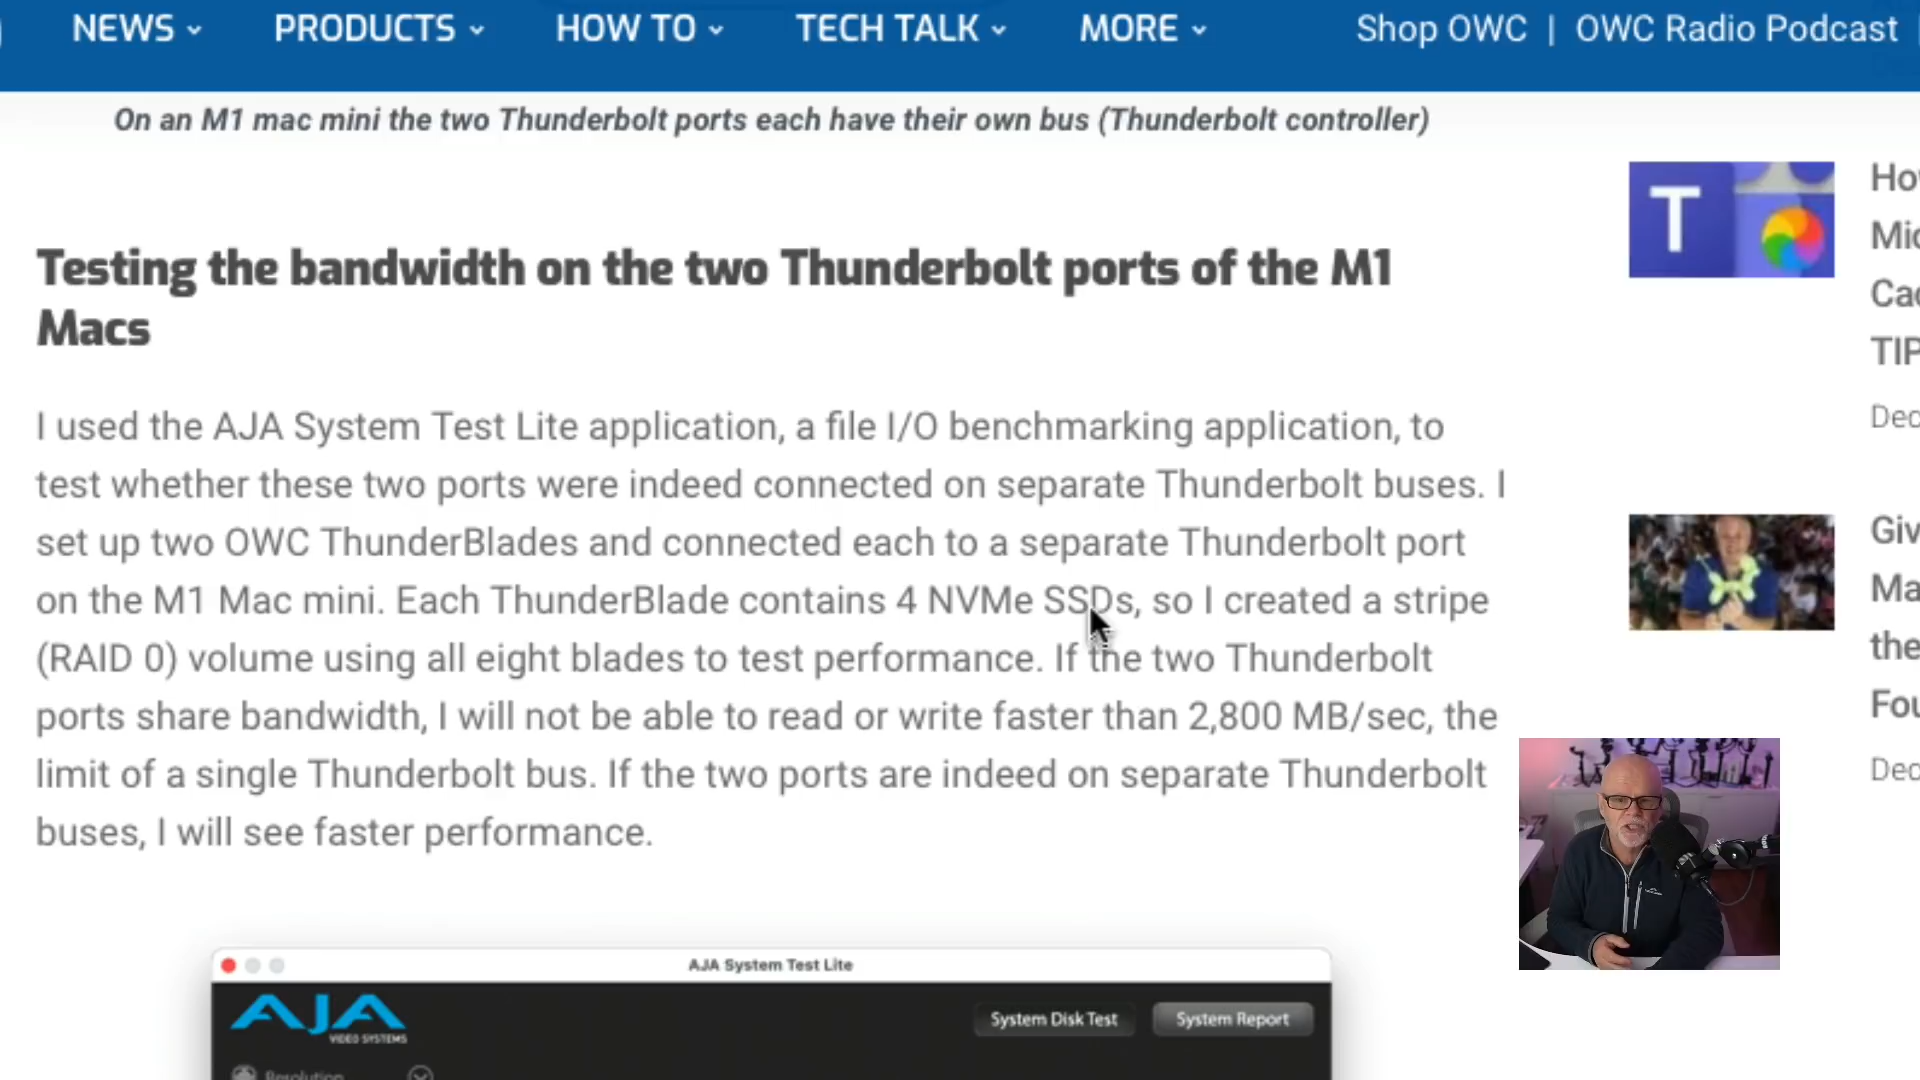 NEWS PRODUCTS HOW TO TECH TALK MORE Shop OWC | OWC Radio Podcast
On an M1 mac mini the two Thunderbolt ports each have their own bus (Thunderbolt controller)
Testing the bandwidth on the two Thunderbolt ports of the M1
Macs
I used the AJA System Test Lite application, a file I/O benchmarking application, to
test whether these two ports were indeed connected on separate Thunderbolt buses. I
set up two OWC ThunderBlades and connected each to a separate Thunderbolt port
on the M1 Mac mini. Each ThunderBlade contains 4 NVMe SSDs, so I created a stripe
(RAID 0) volume using all eight blades to test performance. If the two Thunderbolt
ports share bandwidth, I will not be able to read or write faster than 2,800 MB/sec, the
limit of a single Thunderbolt bus. If the two ports are indeed on separate Thunderbolt
buses, I will see faster performance.
T
TIP
Dec
the
Dec
AJA System Test Lite
AJA
VIDEO SYSTEMS
System Disk Test
System Report
Resolution